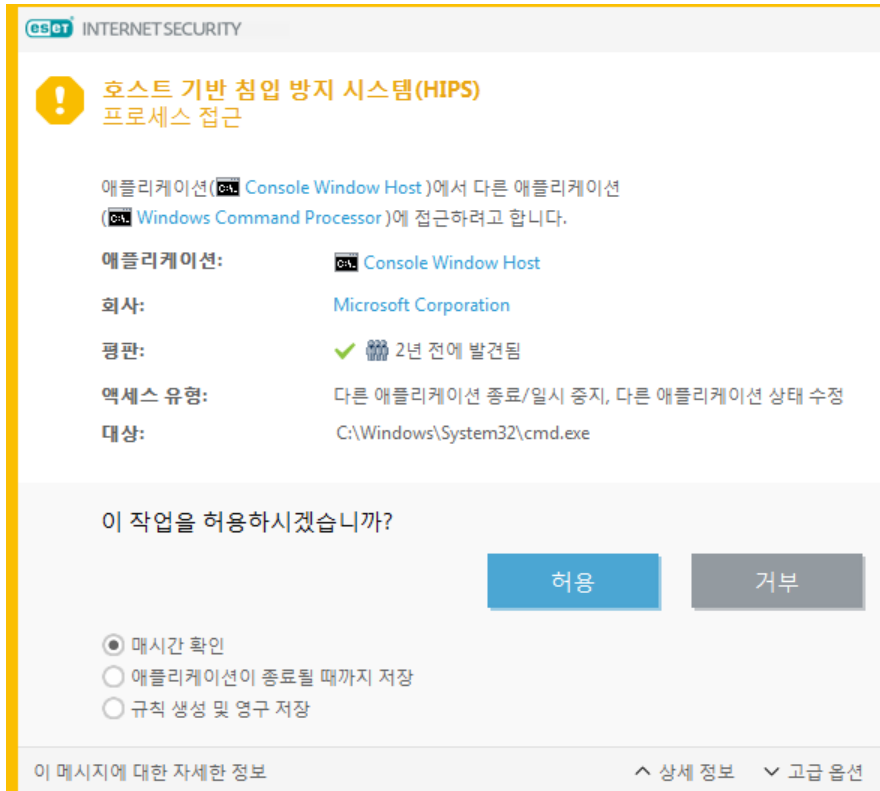 eset INTERNET SECURITY
호스트 기반 침입 방지 시스템(HIPS)
프로세스 접근
애플리케이션( Console Window Host )에서 다른 애플리케이션
( Windows Command Processor )에 접근하려고 합니다.
애플리케이션: Console Window Host
회사: Microsoft Corporation
평판: 2년 전에 발견됨
액세스 유형: 다른 애플리케이션 종료/일시 중지, 다른 애플리케이션 상태 수정
대상: C:\Windows\System32\cmd.exe
이 작업을 허용하시겠습니까?
허용 거부
매시간 확인
애플리케이션이 종료될 때까지 저장
규칙 생성 및 영구 저장
이 메시지에 대한 자세한 정보 상세 정보 고급 옵션